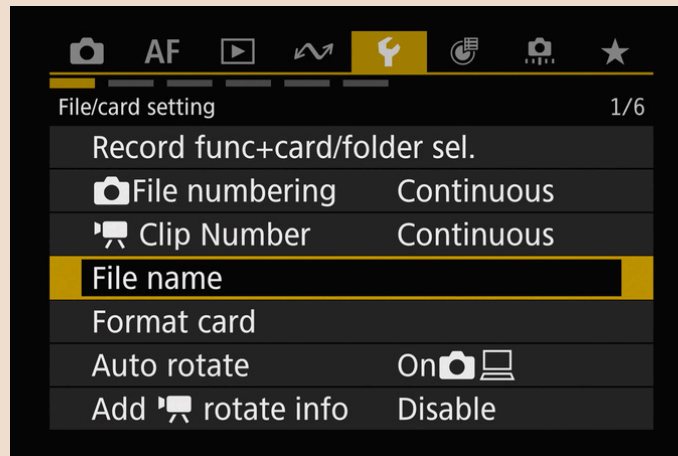 AF
File/card setting 1/6
Record func+card/folder sel.
File numbering Continuous
Clip Number Continuous
File name
Format card
Auto rotate On
Add rotate info Disable